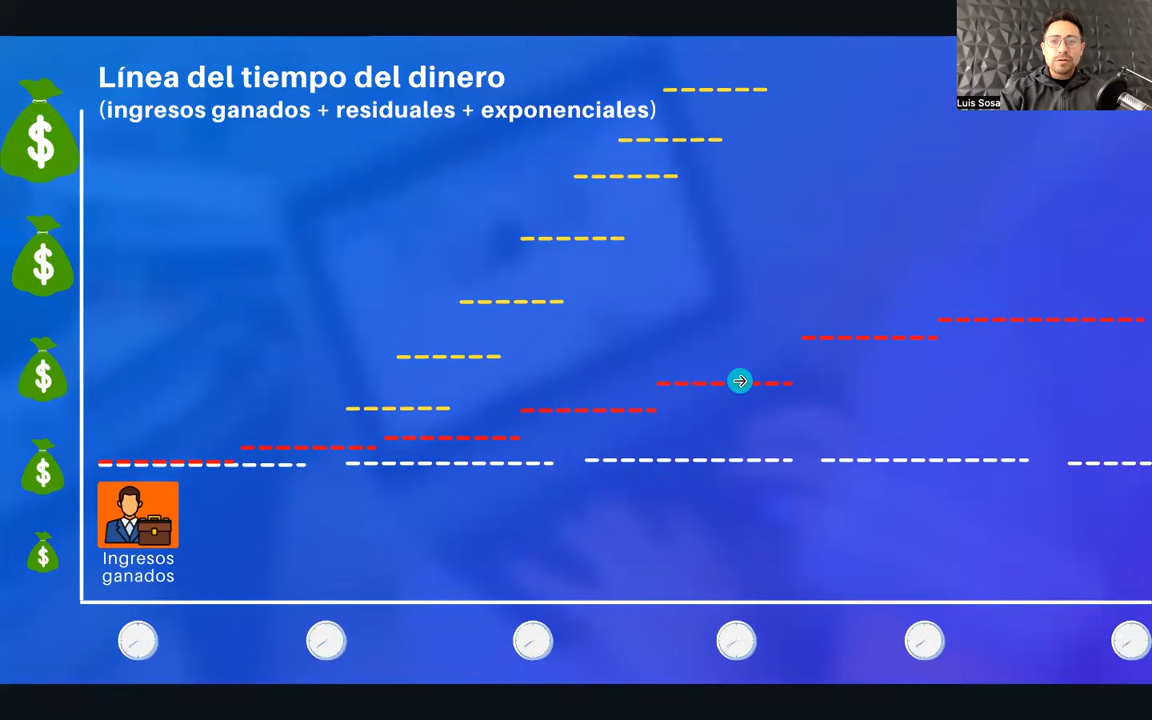 Línea del tiempo del dinero
(ingresos ganados + residuales + exponenciales)
Luis Sosa
$
$
$
$
$
Ingresos
ganados